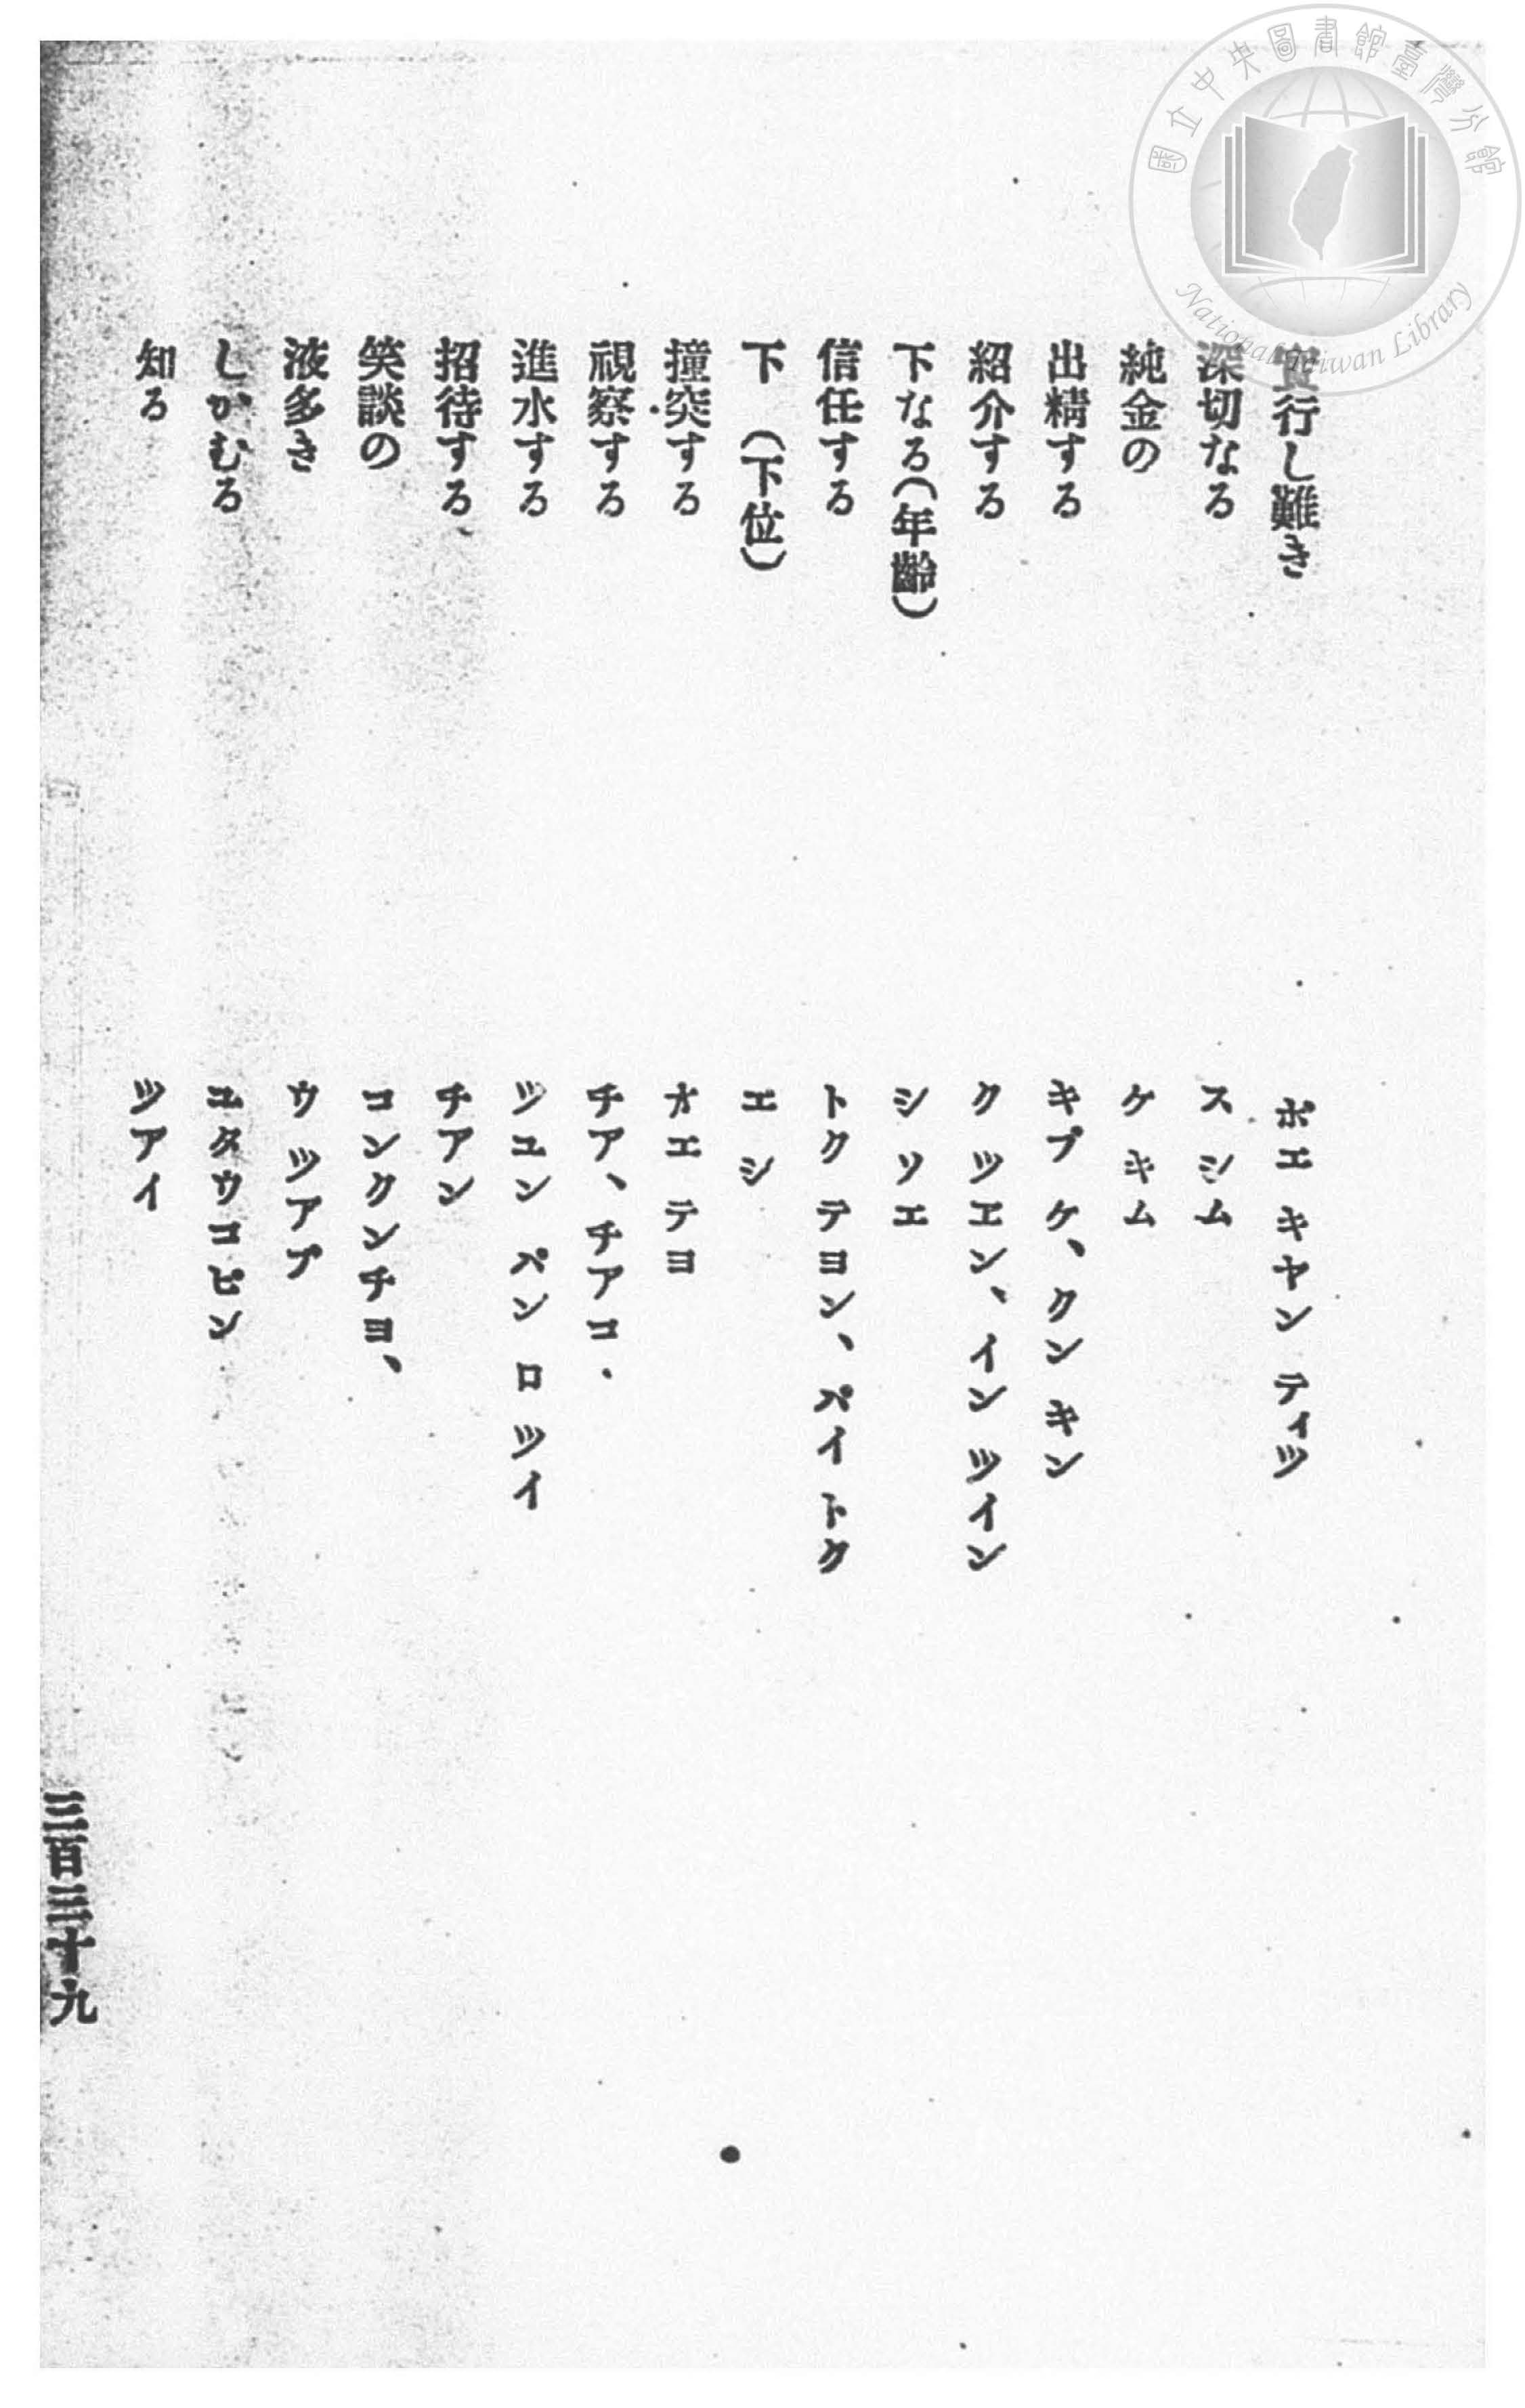 國立中央圖書館臺灣分館
National Taiwan Library
實行し難き　ポエ キヤン ティツ
深切なる　スシム
純金の　ケキム
出精する　キプケ、クンキン
紹介する　クツエン、イン ツイン
下なる(年齡)　シソエ
信任する　トク テヨン、パイ トク
下　(下位)　エ シ
撞突する　オエ テヨ
視察する　チア、チアコ.
進水する　ツユン パン ロ ツイ
招待する　チアン
笑談の　コンクンチヨ、
液多き　ウ ツアプ
しかむる　ユタウコピン
知る　ツアイ
三百三十九